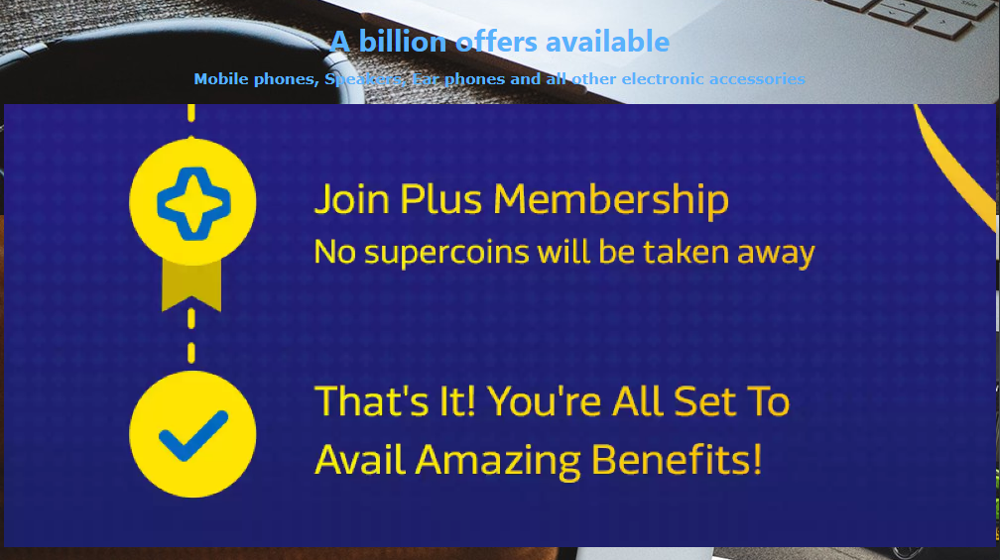 A billion offers available
Mobile phones, Speakers, Ear phones and all other electronic accessories
Join Plus Membership
No supercoins will be taken away
That's It! You're All Set To
Avail Amazing Benefits!